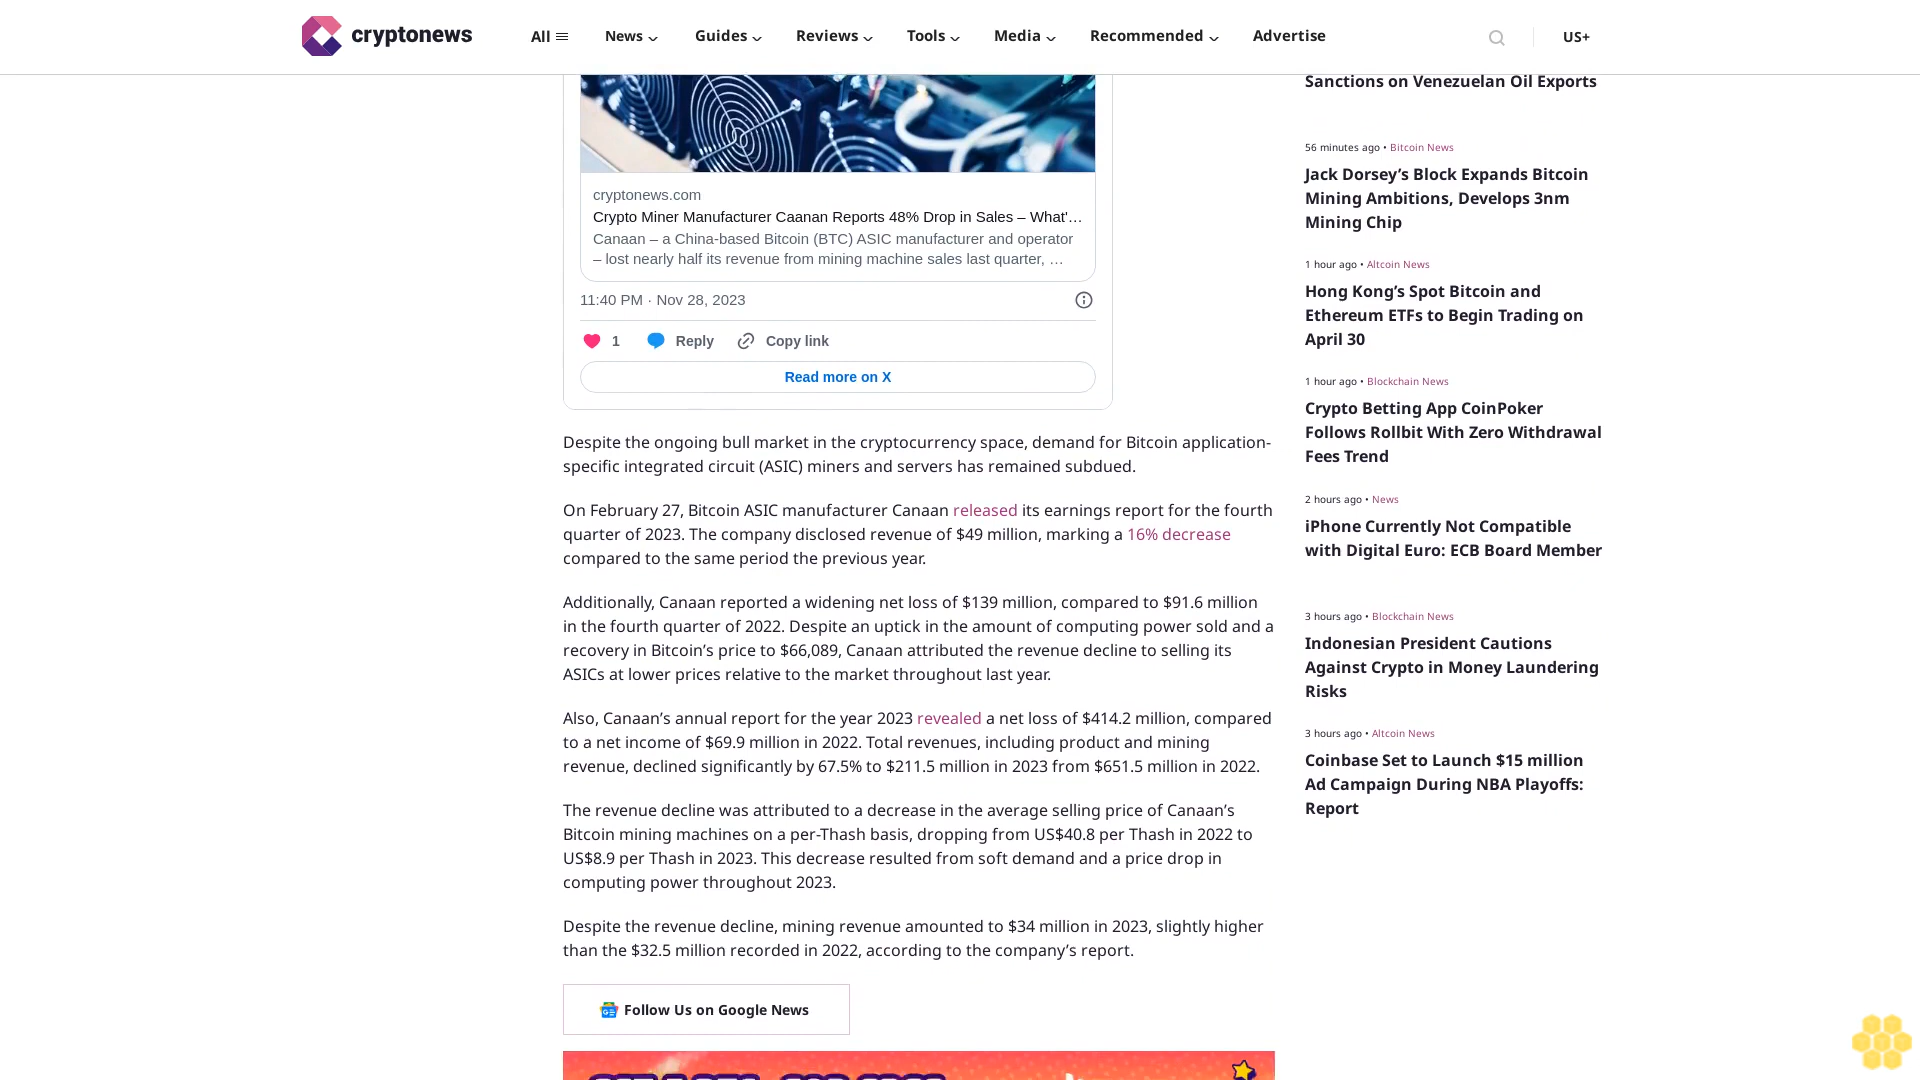 cryptonews
All
News
Guides
Reviews
Tools
Media
Recommended
Advertise
US+
cryptonews.com
Crypto Miner Manufacturer Caanan Reports 48% Drop in Sales – What'…
Canaan – a China-based Bitcoin (BTC) ASIC manufacturer and operator
– lost nearly half its revenue from mining machine sales last quarter, …
11:40 PM · Nov 28, 2023
1
Reply
Copy link
Read more on X
Despite the ongoing bull market in the cryptocurrency space, demand for Bitcoin application-
specific integrated circuit (ASIC) miners and servers has remained subdued.
On February 27, Bitcoin ASIC manufacturer Canaan released its earnings report for the fourth
quarter of 2023. The company disclosed revenue of $49 million, marking a 16% decrease
compared to the same period the previous year.
Additionally, Canaan reported a widening net loss of $139 million, compared to $91.6 million
in the fourth quarter of 2022. Despite an uptick in the amount of computing power sold and a
recovery in Bitcoin’s price to $66,089, Canaan attributed the revenue decline to selling its
ASICs at lower prices relative to the market throughout last year.
Also, Canaan’s annual report for the year 2023 revealed a net loss of $414.2 million, compared
to a net income of $69.9 million in 2022. Total revenues, including product and mining
revenue, declined significantly by 67.5% to $211.5 million in 2023 from $651.5 million in 2022.
The revenue decline was attributed to a decrease in the average selling price of Canaan’s
Bitcoin mining machines on a per-Thash basis, dropping from US$40.8 per Thash in 2022 to
US$8.9 per Thash in 2023. This decrease resulted from soft demand and a price drop in
computing power throughout 2023.
Despite the revenue decline, mining revenue amounted to $34 million in 2023, slightly higher
than the $32.5 million recorded in 2022, according to the company’s report.
Follow Us on Google News
Sanctions on Venezuelan Oil Exports
56 minutes ago • Bitcoin News
Jack Dorsey’s Block Expands Bitcoin
Mining Ambitions, Develops 3nm
Mining Chip
1 hour ago • Altcoin News
Hong Kong’s Spot Bitcoin and
Ethereum ETFs to Begin Trading on
April 30
1 hour ago • Blockchain News
Crypto Betting App CoinPoker
Follows Rollbit With Zero Withdrawal
Fees Trend
2 hours ago • News
iPhone Currently Not Compatible
with Digital Euro: ECB Board Member
3 hours ago • Blockchain News
Indonesian President Cautions
Against Crypto in Money Laundering
Risks
3 hours ago • Altcoin News
Coinbase Set to Launch $15 million
Ad Campaign During NBA Playoffs:
Report